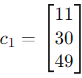 c₁ = [11
30
49]